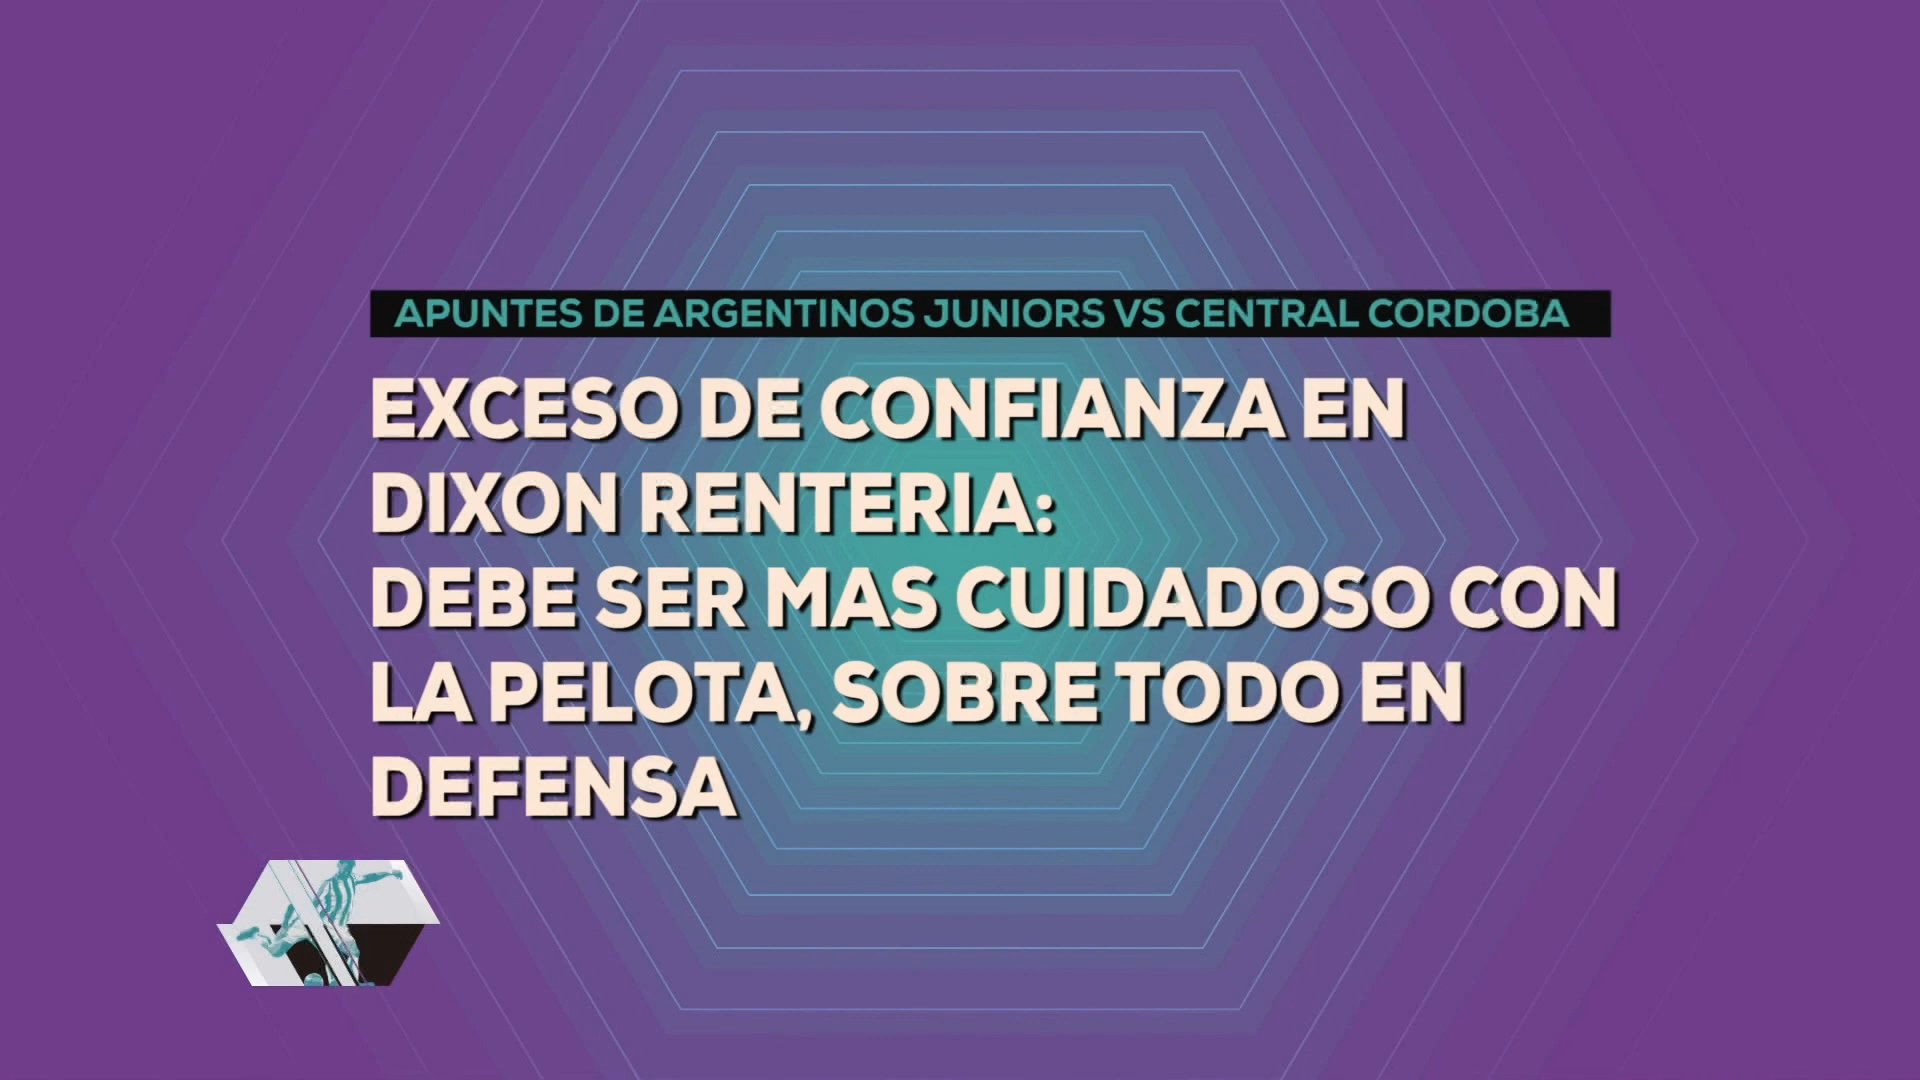 APUNTES DE ARGENTINOS JUNIORS VS CENTRAL CORDOBA
EXCESO DE CONFIANZA EN
DIXON RENTERIA:
DEBE SER MAS CUIDADOSO CON
LA PELOTA, SOBRE TODO EN
DEFENSA